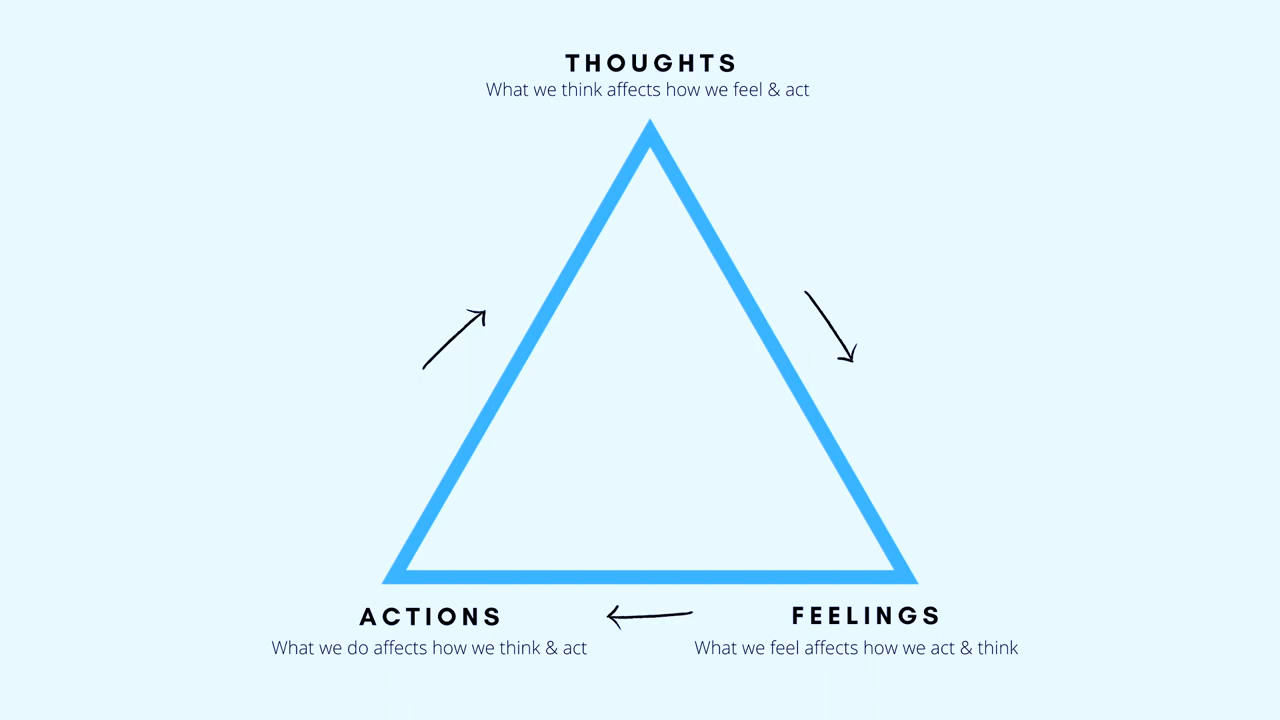 THOUGHTS
What we think affects how we feel & act
ACTIONS
What we do affects how we think & act
FEELINGS
What we feel affects how we act & think